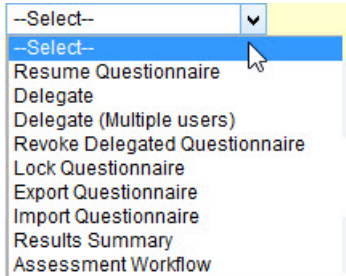 --Select--
--Select--
Resume Questionnaire
Delegate
Delegate (Multiple users)
Revoke Delegated Questionnaire
Lock Questionnaire
Export Questionnaire
Import Questionnaire
Results Summary
Assessment Workflow